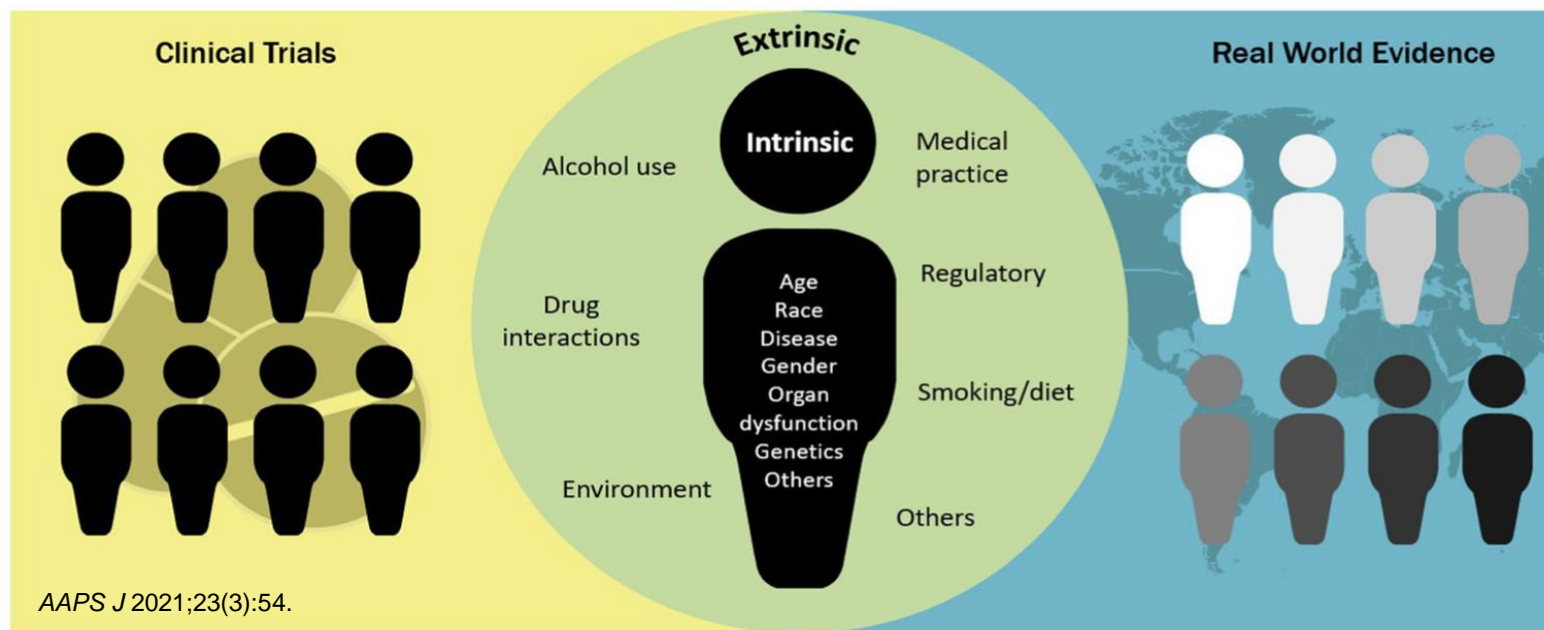 Clinical Trials
Extrinsic
Real World Evidence
Intrinsic
Alcohol use
Medical
practice
Drug
interactions
Regulatory
Age
Race
Disease
Gender
Organ
dysfunction
Genetics
Others
Smoking/diet
Environment
Others
AAPS J 2021;23(3):54.